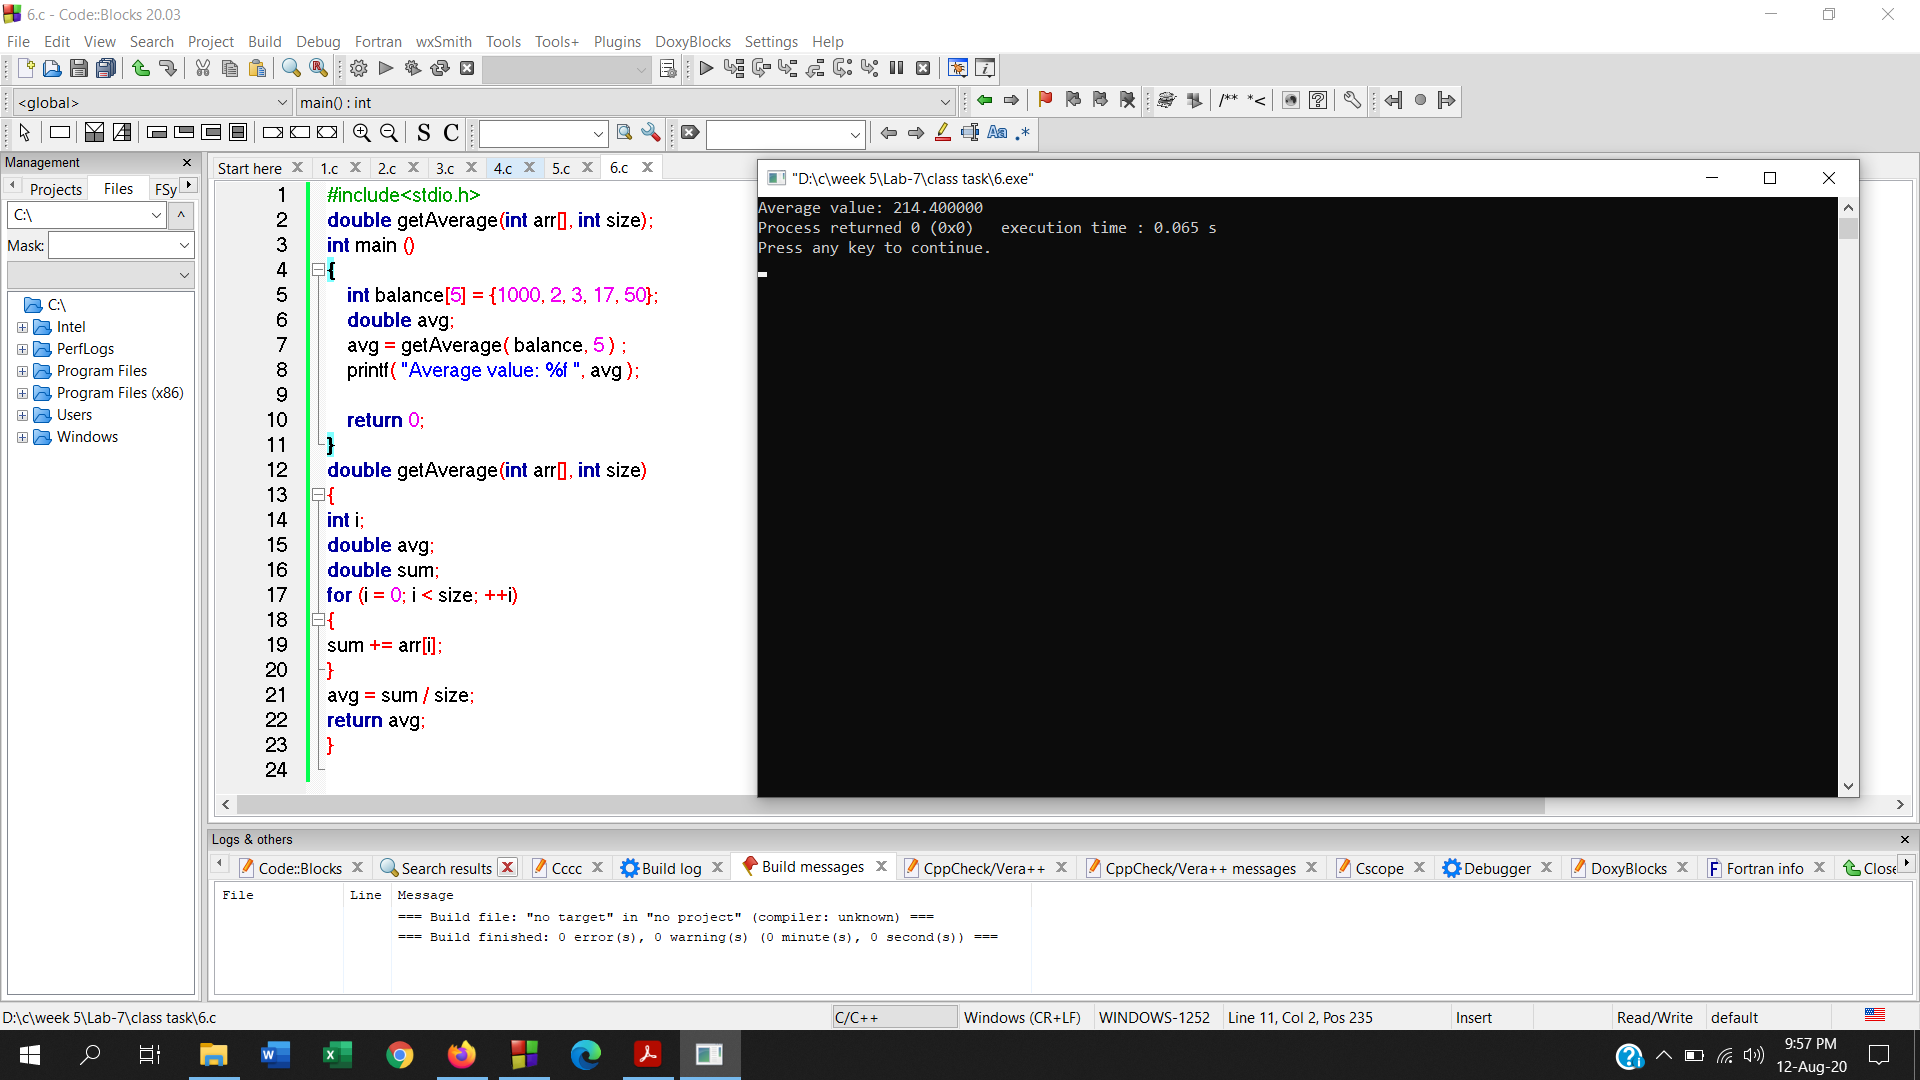 6.c - Code::Blocks 20.03
File Edit View Search Project Build Debug Fortran wxSmith Tools Tools+ Plugins DoxyBlocks Settings Help
<global> main() : int
/** *<
S C Aa .*
Management
Projects Files FSy
C:\
Mask:
C:\
Intel
PerfLogs
Program Files
Program Files (x86)
Users
Windows
Start here 1.c 2.c 3.c 4.c 5.c 6.c
1 #include<stdio.h>
2 double getAverage(int arr[], int size);
3 int main ()
4 {
5 int balance[5] = {1000, 2, 3, 17, 50};
6 double avg;
7 avg = getAverage( balance, 5 ) ;
8 printf( "Average value: %f ", avg );
9
10 return 0;
11 }
12 double getAverage(int arr[], int size)
13 {
14 int i;
15 double avg;
16 double sum;
17 for (i = 0; i < size; ++i)
18 {
19 sum += arr[i];
20 }
21 avg = sum / size;
22 return avg;
23 }
24
"D:\c\week 5\Lab-7\class task\6.exe"
Average value: 214.400000
Process returned 0 (0x0) execution time : 0.065 s
Press any key to continue.
Logs & others
Code::Blocks Search results Cccc Build log Build messages CppCheck/Vera++ CppCheck/Vera++ messages Cscope Debugger DoxyBlocks Fortran info Close
File Line Message
=== Build file: "no target" in "no project" (compiler: unknown) ===
=== Build finished: 0 error(s), 0 warning(s) (0 minute(s), 0 second(s)) ===
D:\c\week 5\Lab-7\class task\6.c C/C++ Windows (CR+LF) WINDOWS-1252 Line 11, Col 2, Pos 235 Insert Read/Write default
9:57 PM
12-Aug-20